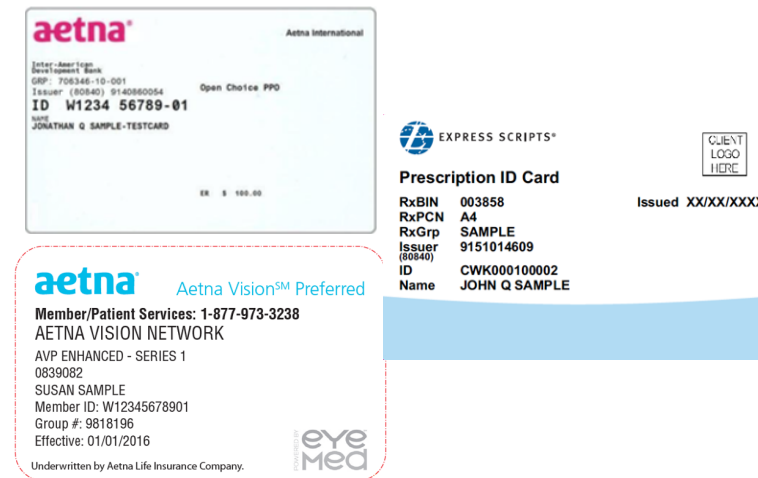 aetna®
Aetna International
Inter-American
Development Bank
GRP: 706346-10-001
Issuer (80840) 9140860054
Open Choice PPO
ID W1234 56789-01
NAME
JONATHAN Q SAMPLE-TESTCARD
ER $ 100.00
EXPRESS SCRIPTS®
CLIENT
LOGO
HERE
Prescription ID Card
RxBIN 003858
Issued XX/XX/XXXX
RxPCN A4
RxGrp SAMPLE
Issuer 9151014609
(80840)
ID CWK000100002
Name JOHN Q SAMPLE
aetna®
Aetna Vision℠ Preferred
Member/Patient Services: 1-877-973-3238
AETNA VISION NETWORK
AVP ENHANCED - SERIES 1
0839082
SUSAN SAMPLE
Member ID: W12345678901
Group #: 9818196
Effective: 01/01/2016
POWERED BY
eye
Med
Underwritten by Aetna Life Insurance Company.